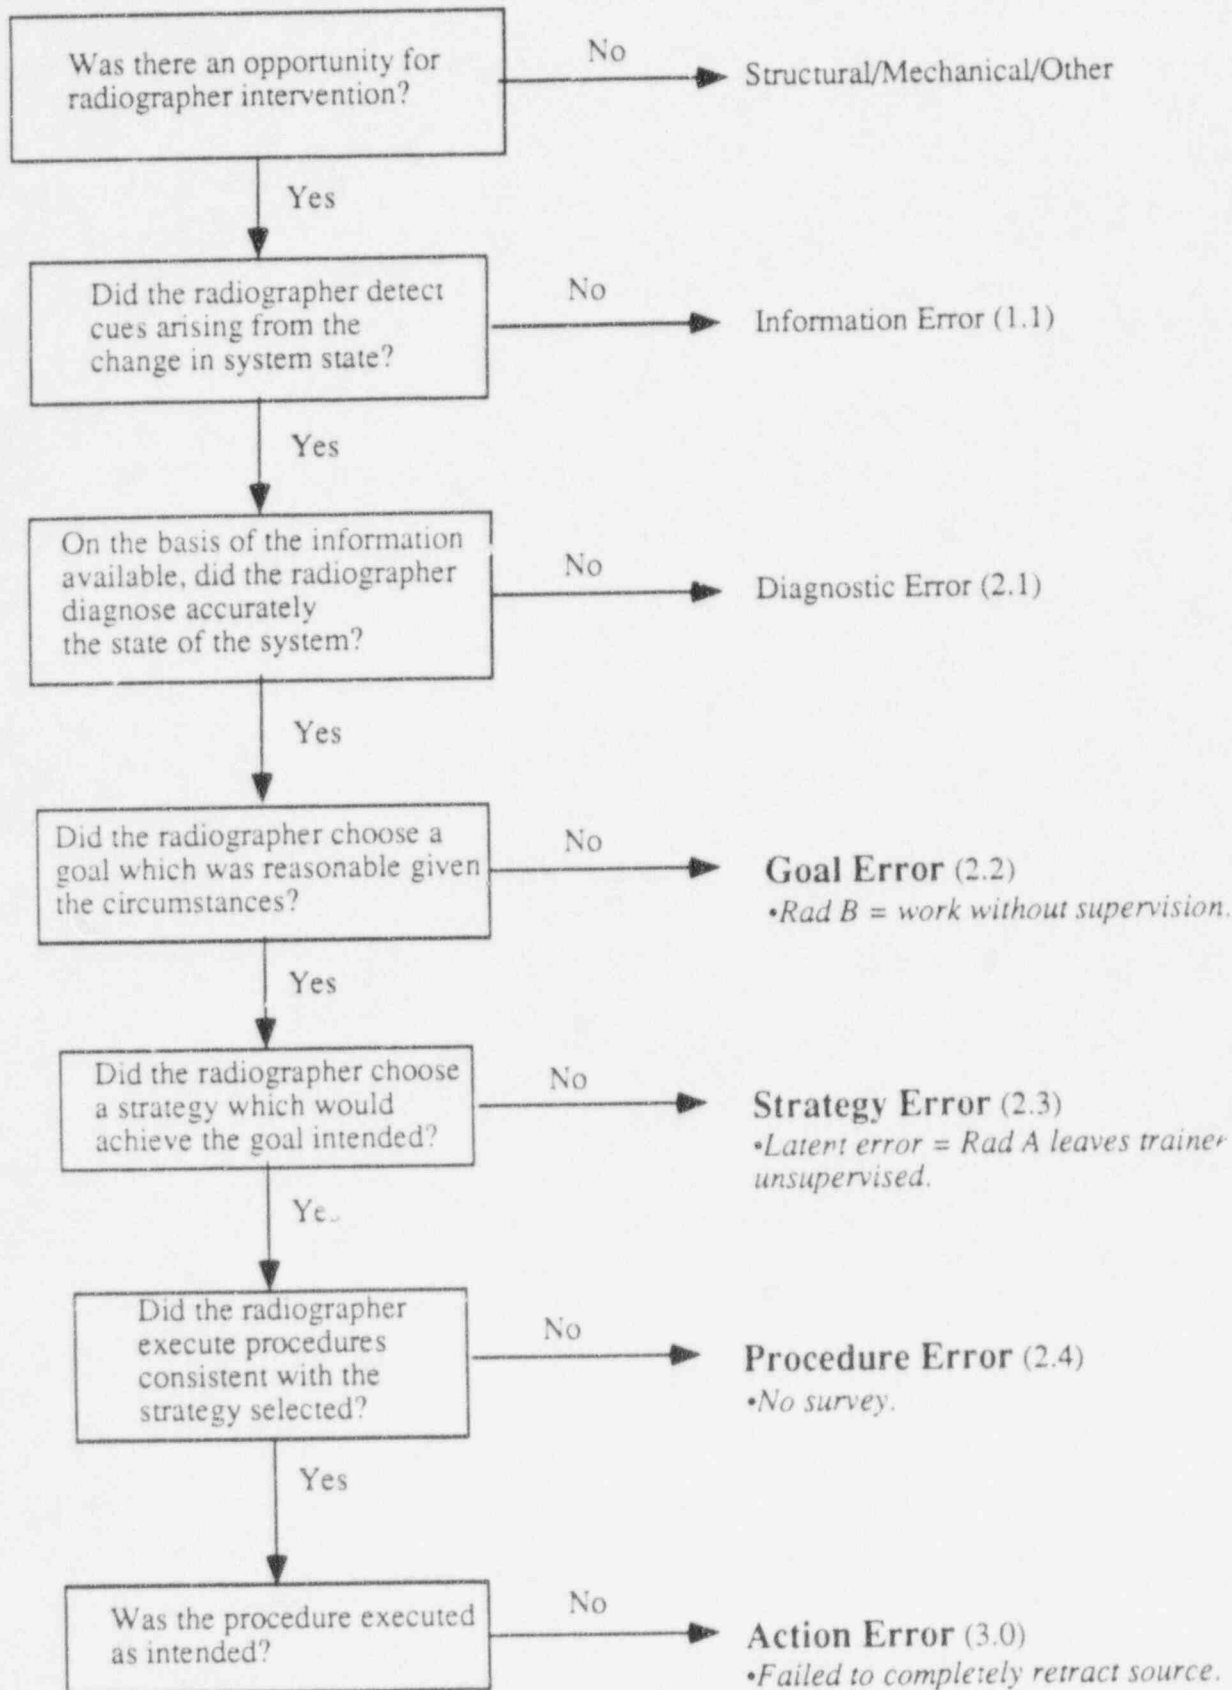 Was there an opportunity for
radiographer intervention?
No
Structural/Mechanical/Other
Yes
Did the radiographer detect
cues arising from the
change in system state?
No
Information Error (1.1)
Yes
On the basis of the information
available, did the radiographer
diagnose accurately
the state of the system?
No
Diagnostic Error (2.1)
Yes
Did the radiographer choose a
goal which was reasonable given
the circumstances?
No
Goal Error (2.2)
•Rad B = work without supervision.
Yes
Did the radiographer choose
a strategy which would
achieve the goal intended?
No
Strategy Error (2.3)
•Latent error = Rad A leaves
unsupervised.
Did the radiographer
execute procedures
consistent with the
strategy selected?
No
Procedure Error (2.4)
•No survey.
Yes
Was the procedure executed
as intended?
No
Action Error (3.0)
•Failed to completely retract source.